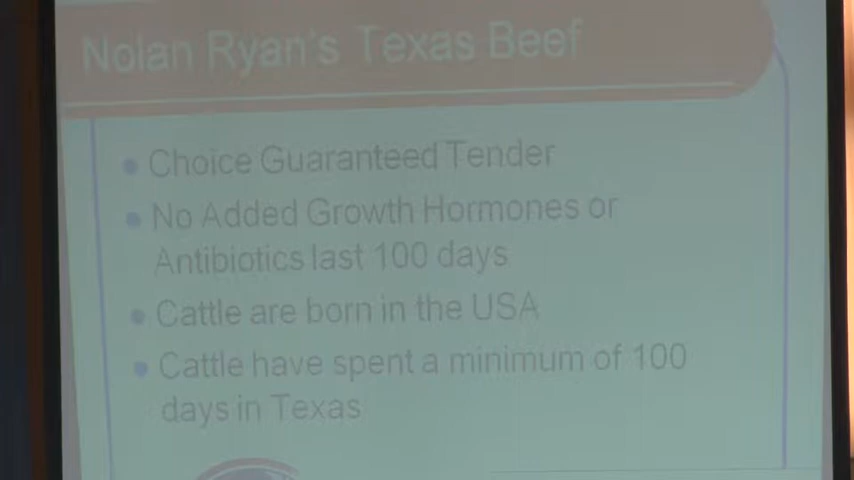 Nolan Ryan's Texas Beef
Choice Guaranteed Tender
No Added Growth Hormones or
Antibiotics last 100 days
Cattle are born in the USA
Cattle have spent a minimum of 100
days in Texas